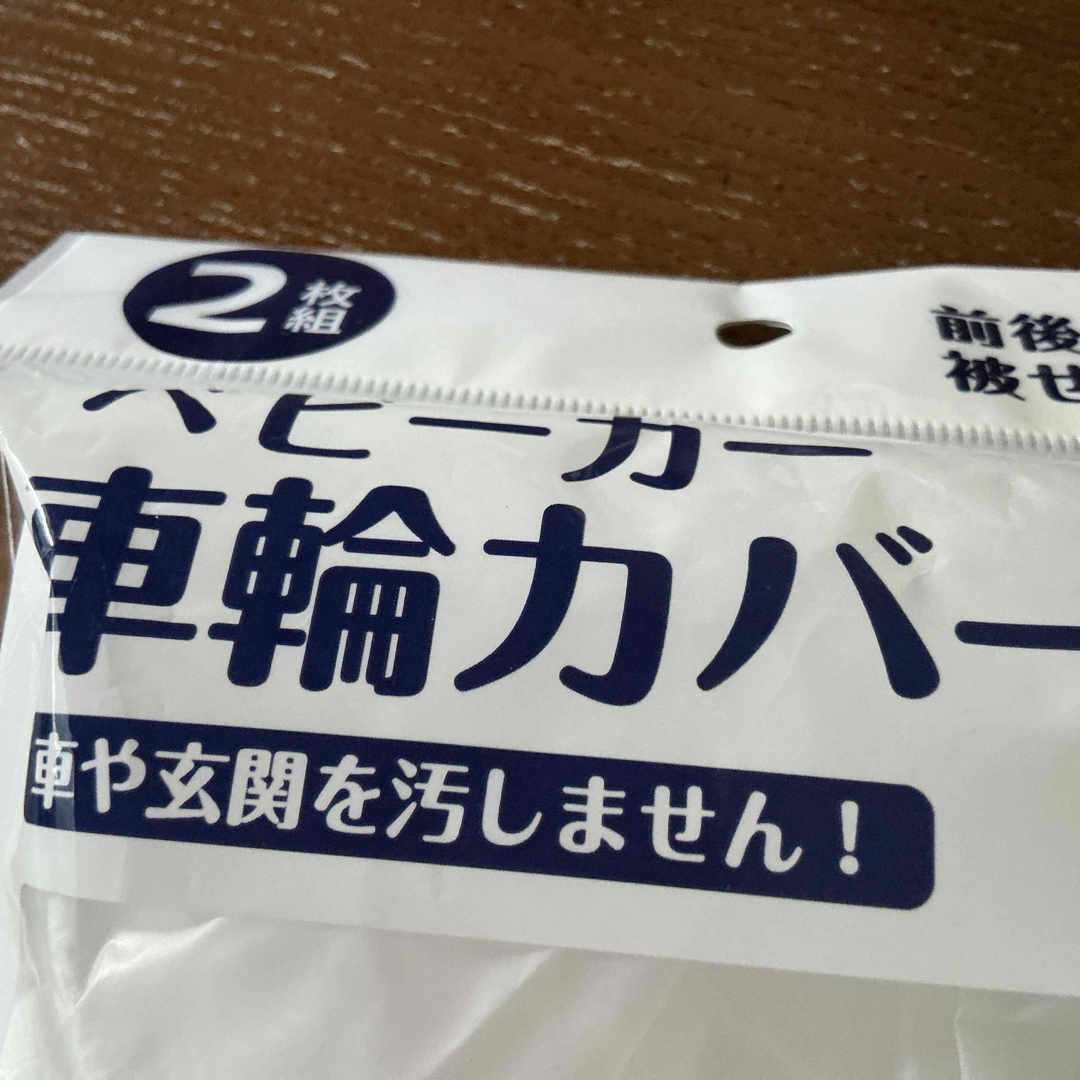 2枚組
前後
被せ
ベビーカー
車輪カバー
車や玄関を汚しません！